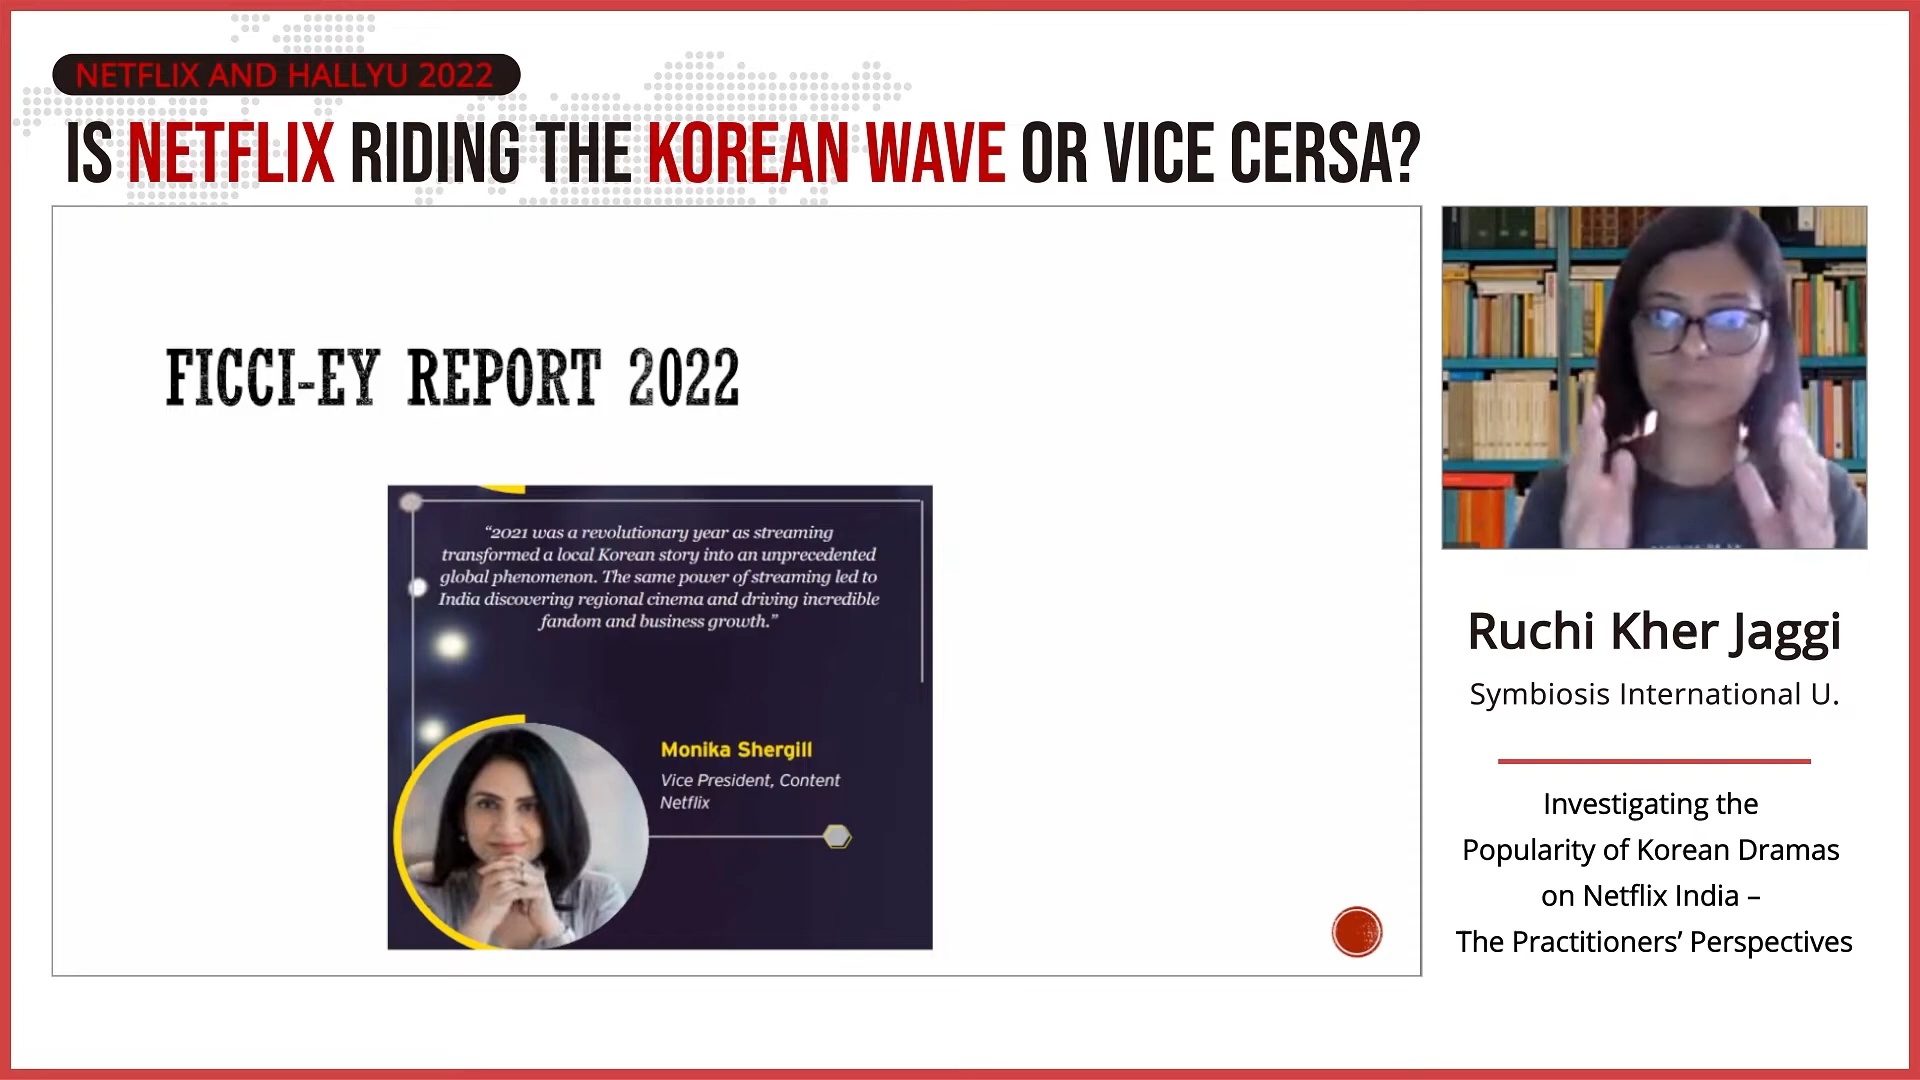 NETFLIX AND HALLYU 2022
IS NETFLIX RIDING THE KOREAN WAVE OR VICE CERSA?
FICCI-EY REPORT 2022
“2021 was a revolutionary year as streaming
transformed a local Korean story into an unprecedented
global phenomenon. The same power of streaming led to
India discovering regional cinema and driving incredible
fandom and business growth.”
Monika Shergill
Vice President, Content
Netflix
Ruchi Kher Jaggi
Symbiosis International U.
Investigating the
Popularity of Korean Dramas
on Netflix India –
The Practitioners’ Perspectives